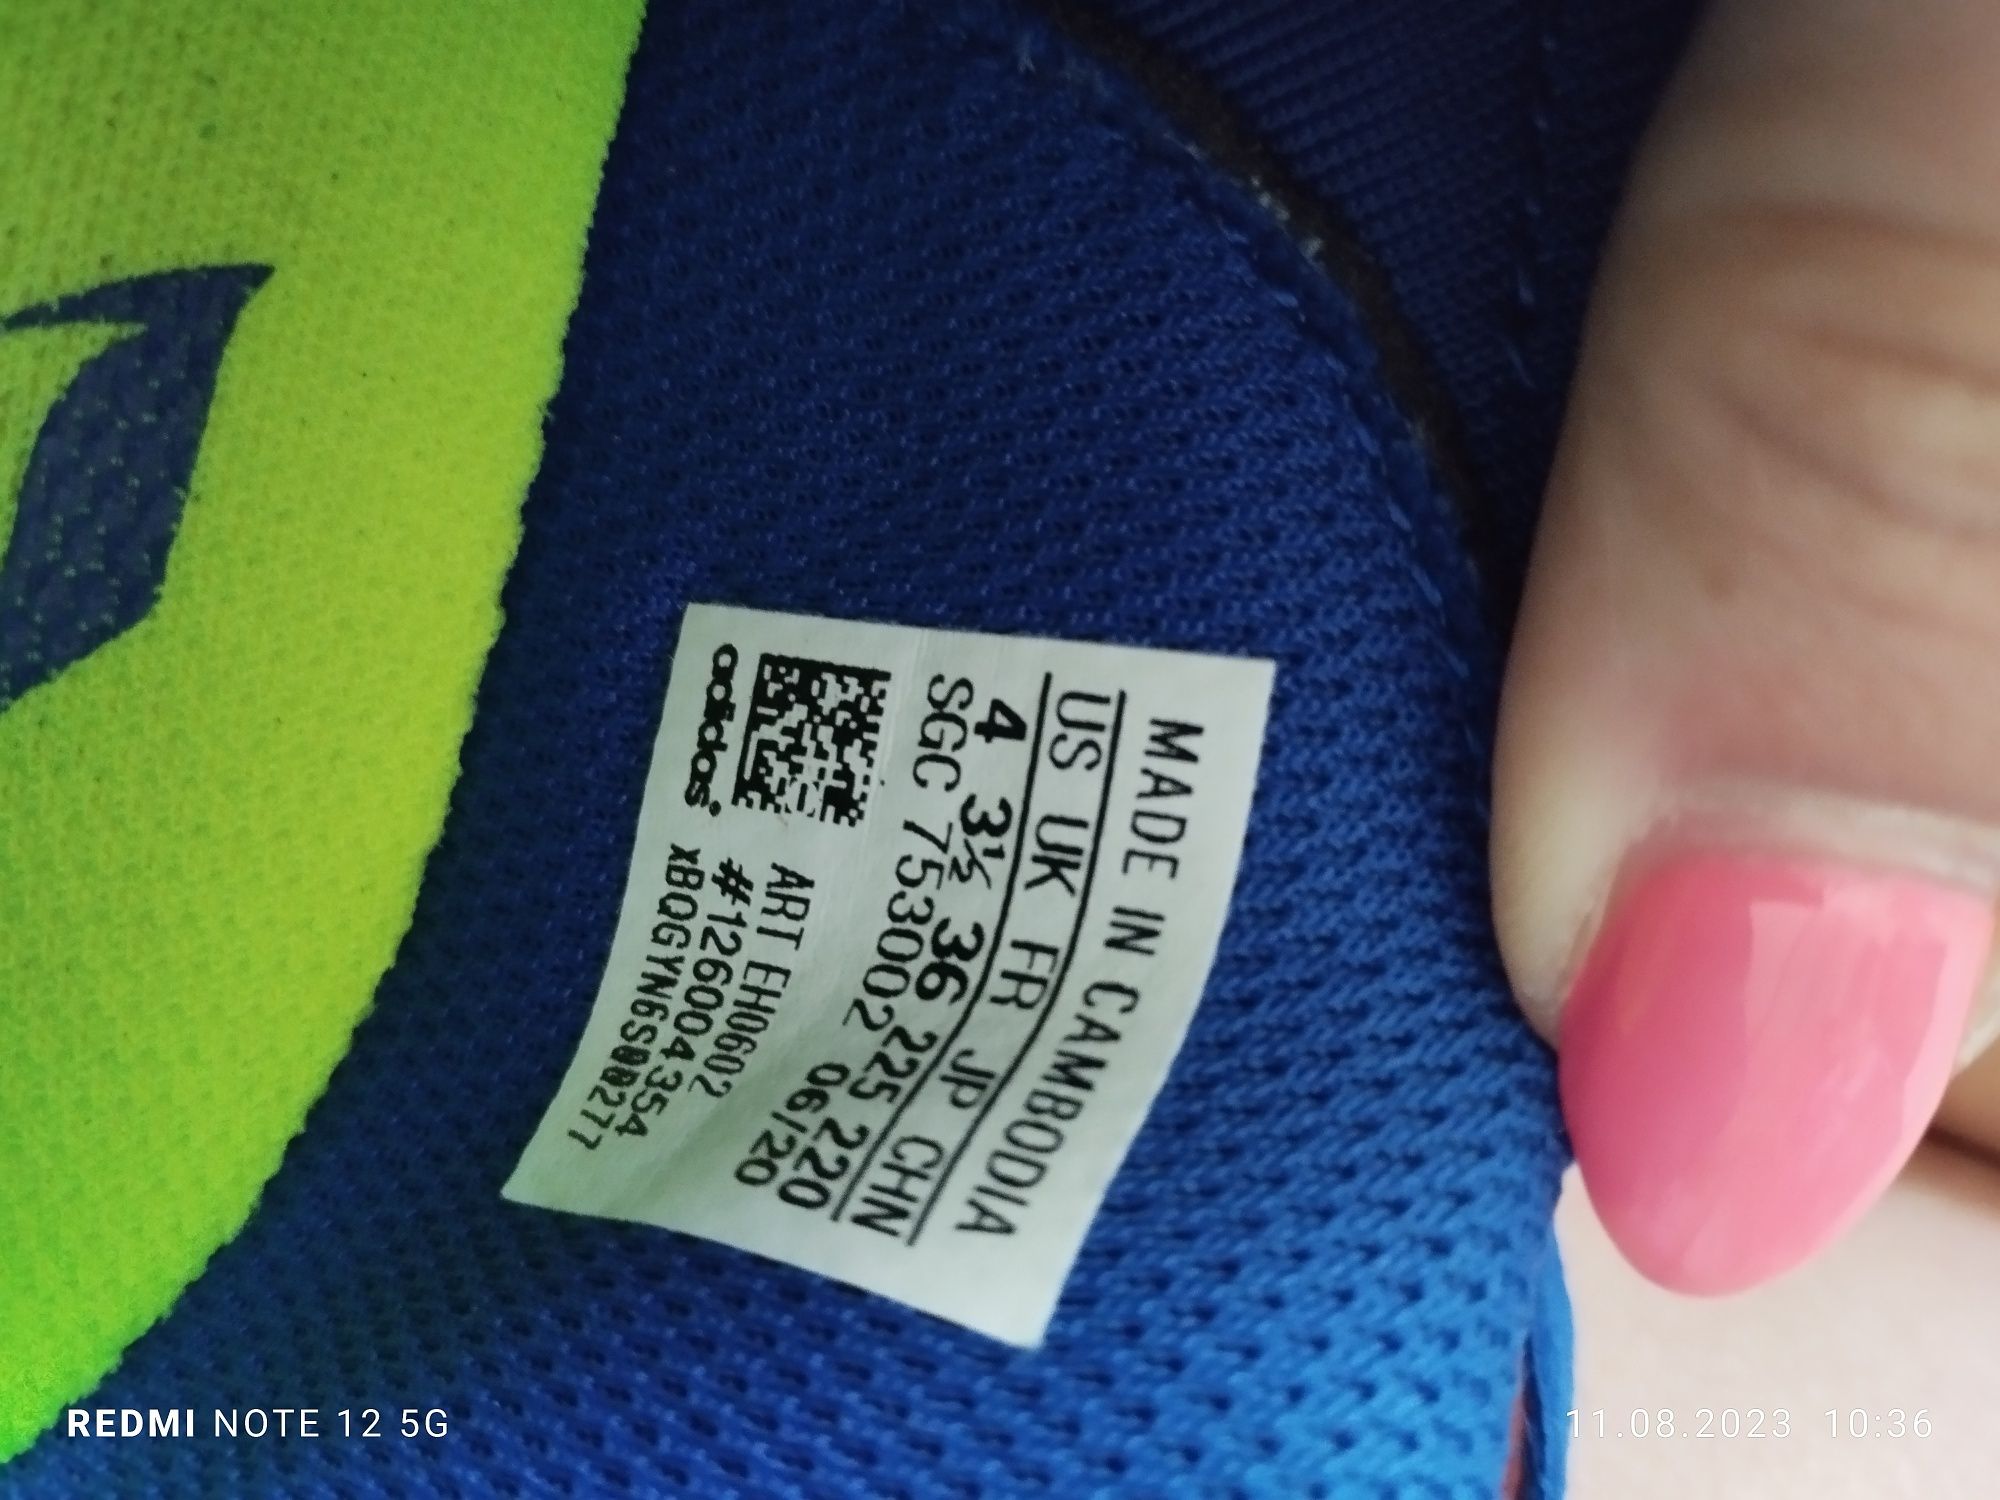 MADE IN CAMBODIA
US UK FR JP CHN
4 3½ 36 225 220
SGC 753002 06/20
ART EH0602
#126004354
XBQGYN6S00277
adidas
REDMI NOTE 12 5G
11.08.2023 10:36